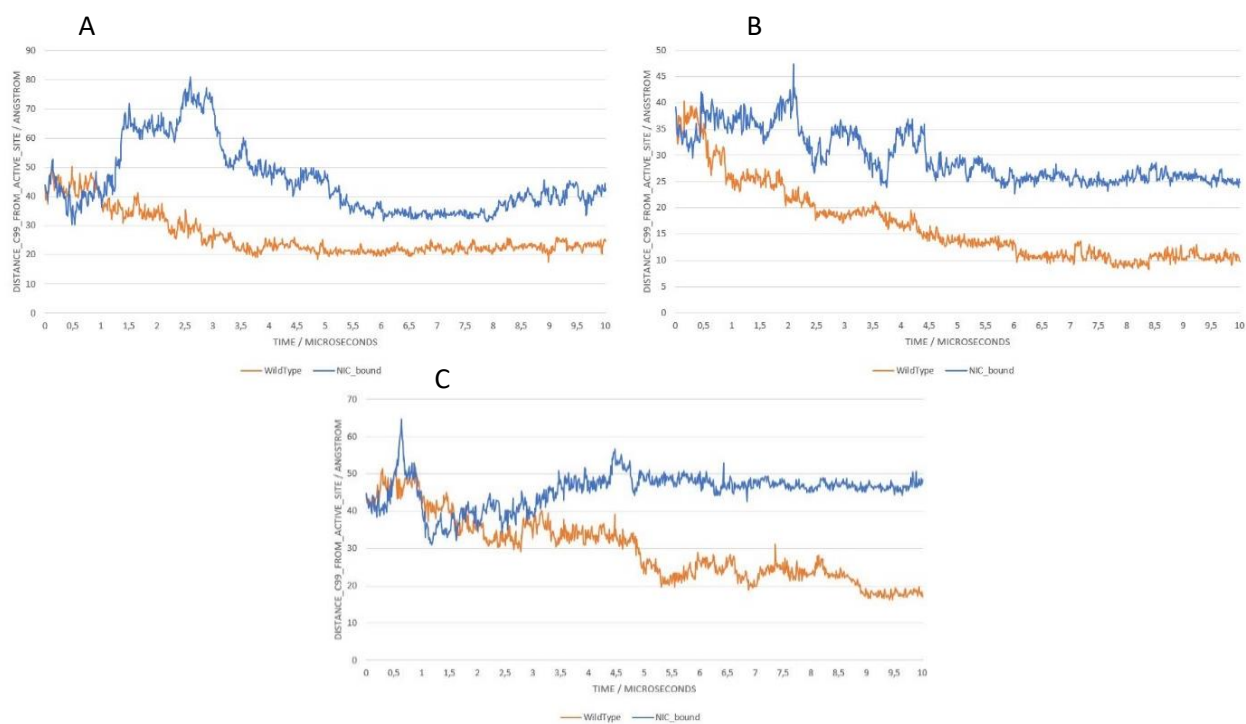 A
DISTANCE_C99_FROM_ACTIVE_SITE / ANGSTROM
90
80
70
60
50
40
30
20
10
0
0 0,5 1 1,5 2 2,5 3 3,5 4 4,5 5 5,5 6 6,5 7 7,5 8 8,5 9 9,5 10
TIME / MICROSECONDS
WildType NIC_bound
B
DISTANCE_C99_FROM_ACTIVE_SITE / ANGSTROM
50
45
40
35
30
25
20
15
10
5
0
0 0,5 1 1,5 2 2,5 3 3,5 4 4,5 5 5,5 6 6,5 7 7,5 8 8,5 9 9,5 10
TIME / MICROSECONDS
WildType NIC_bound
C
DISTANCE_C99_FROM_ACTIVE_SITE / ANGSTROM
70
60
50
40
30
20
10
0
0 0,5 1 1,5 2 2,5 3 3,5 4 4,5 5 5,5 6 6,5 7 7,5 8 8,5 9 9,5 10
TIME / MICROSECONDS
WildType NIC_bound